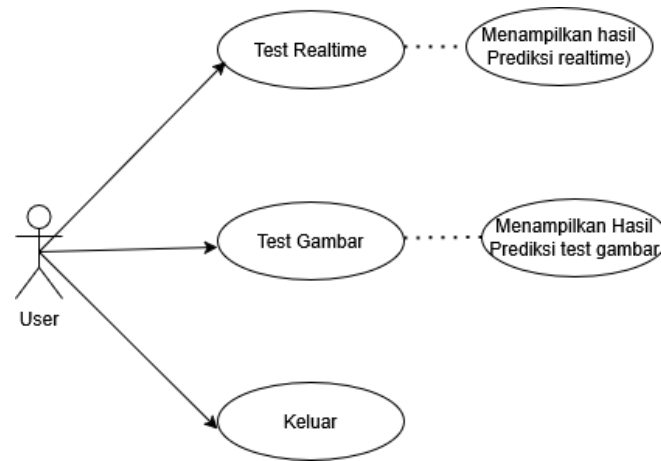 Test Realtime
Menampilkan hasil
Prediksi realtime)
Test Gambar
Menampilkan Hasil
Prediksi test gambar
User
Keluar